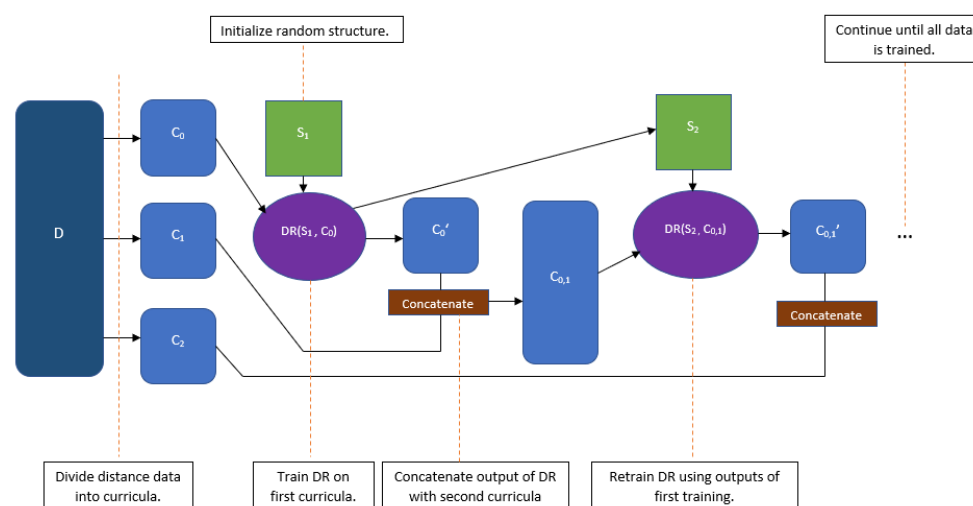 Initialize random structure.
Continue until all data
is trained.
D
C₀
C₁
C₂
S₁
DR(S₁, C₀)
C₀′
Concatenate
C₀,₁
S₂
DR(S₂, C₀,₁)
C₀,₁′
Concatenate
...
Divide distance data
into curricula.
Train DR on
first curricula.
Concatenate output of DR
with second curricula
Retrain DR using outputs of
first training.